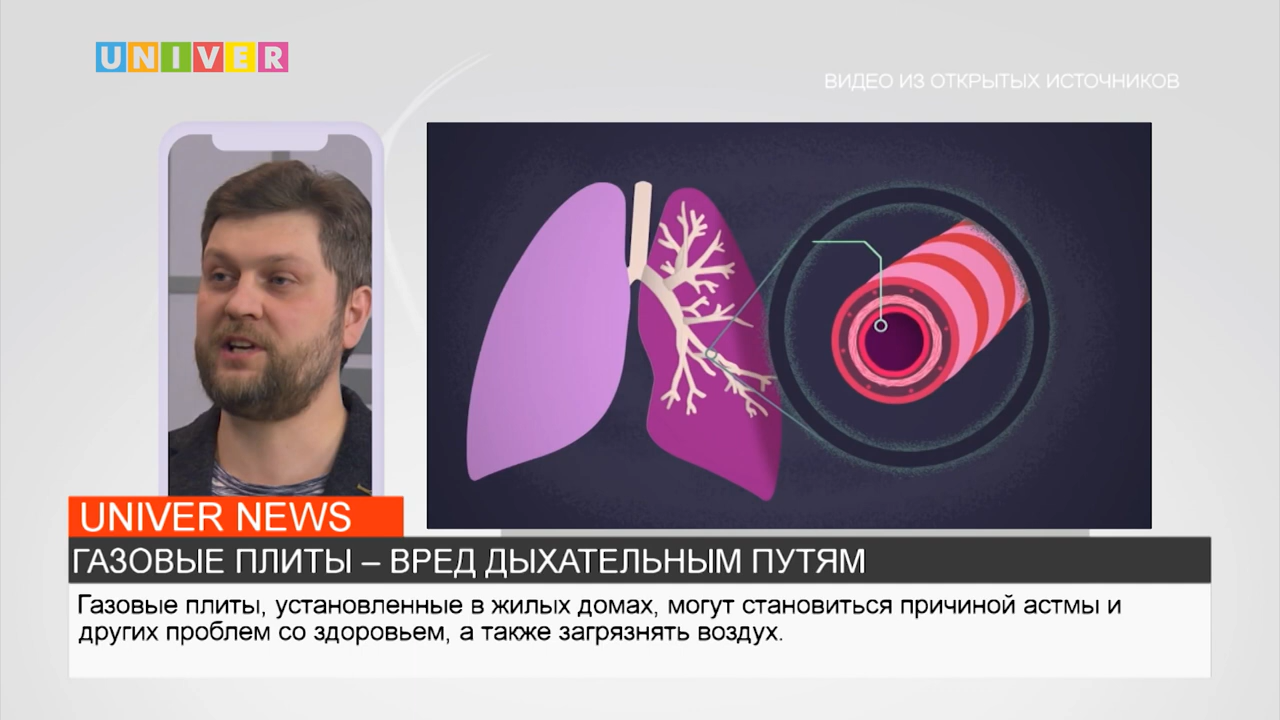 UNIVER
ВИДЕО ИЗ ОТКРЫТЫХ ИСТОЧНИКОВ
UNIVER NEWS
ГАЗОВЫЕ ПЛИТЫ – ВРЕД ДЫХАТЕЛЬНЫМ ПУТЯМ
Газовые плиты, установленные в жилых домах, могут становиться причиной астмы и
других проблем со здоровьем, а также загрязнять воздух.